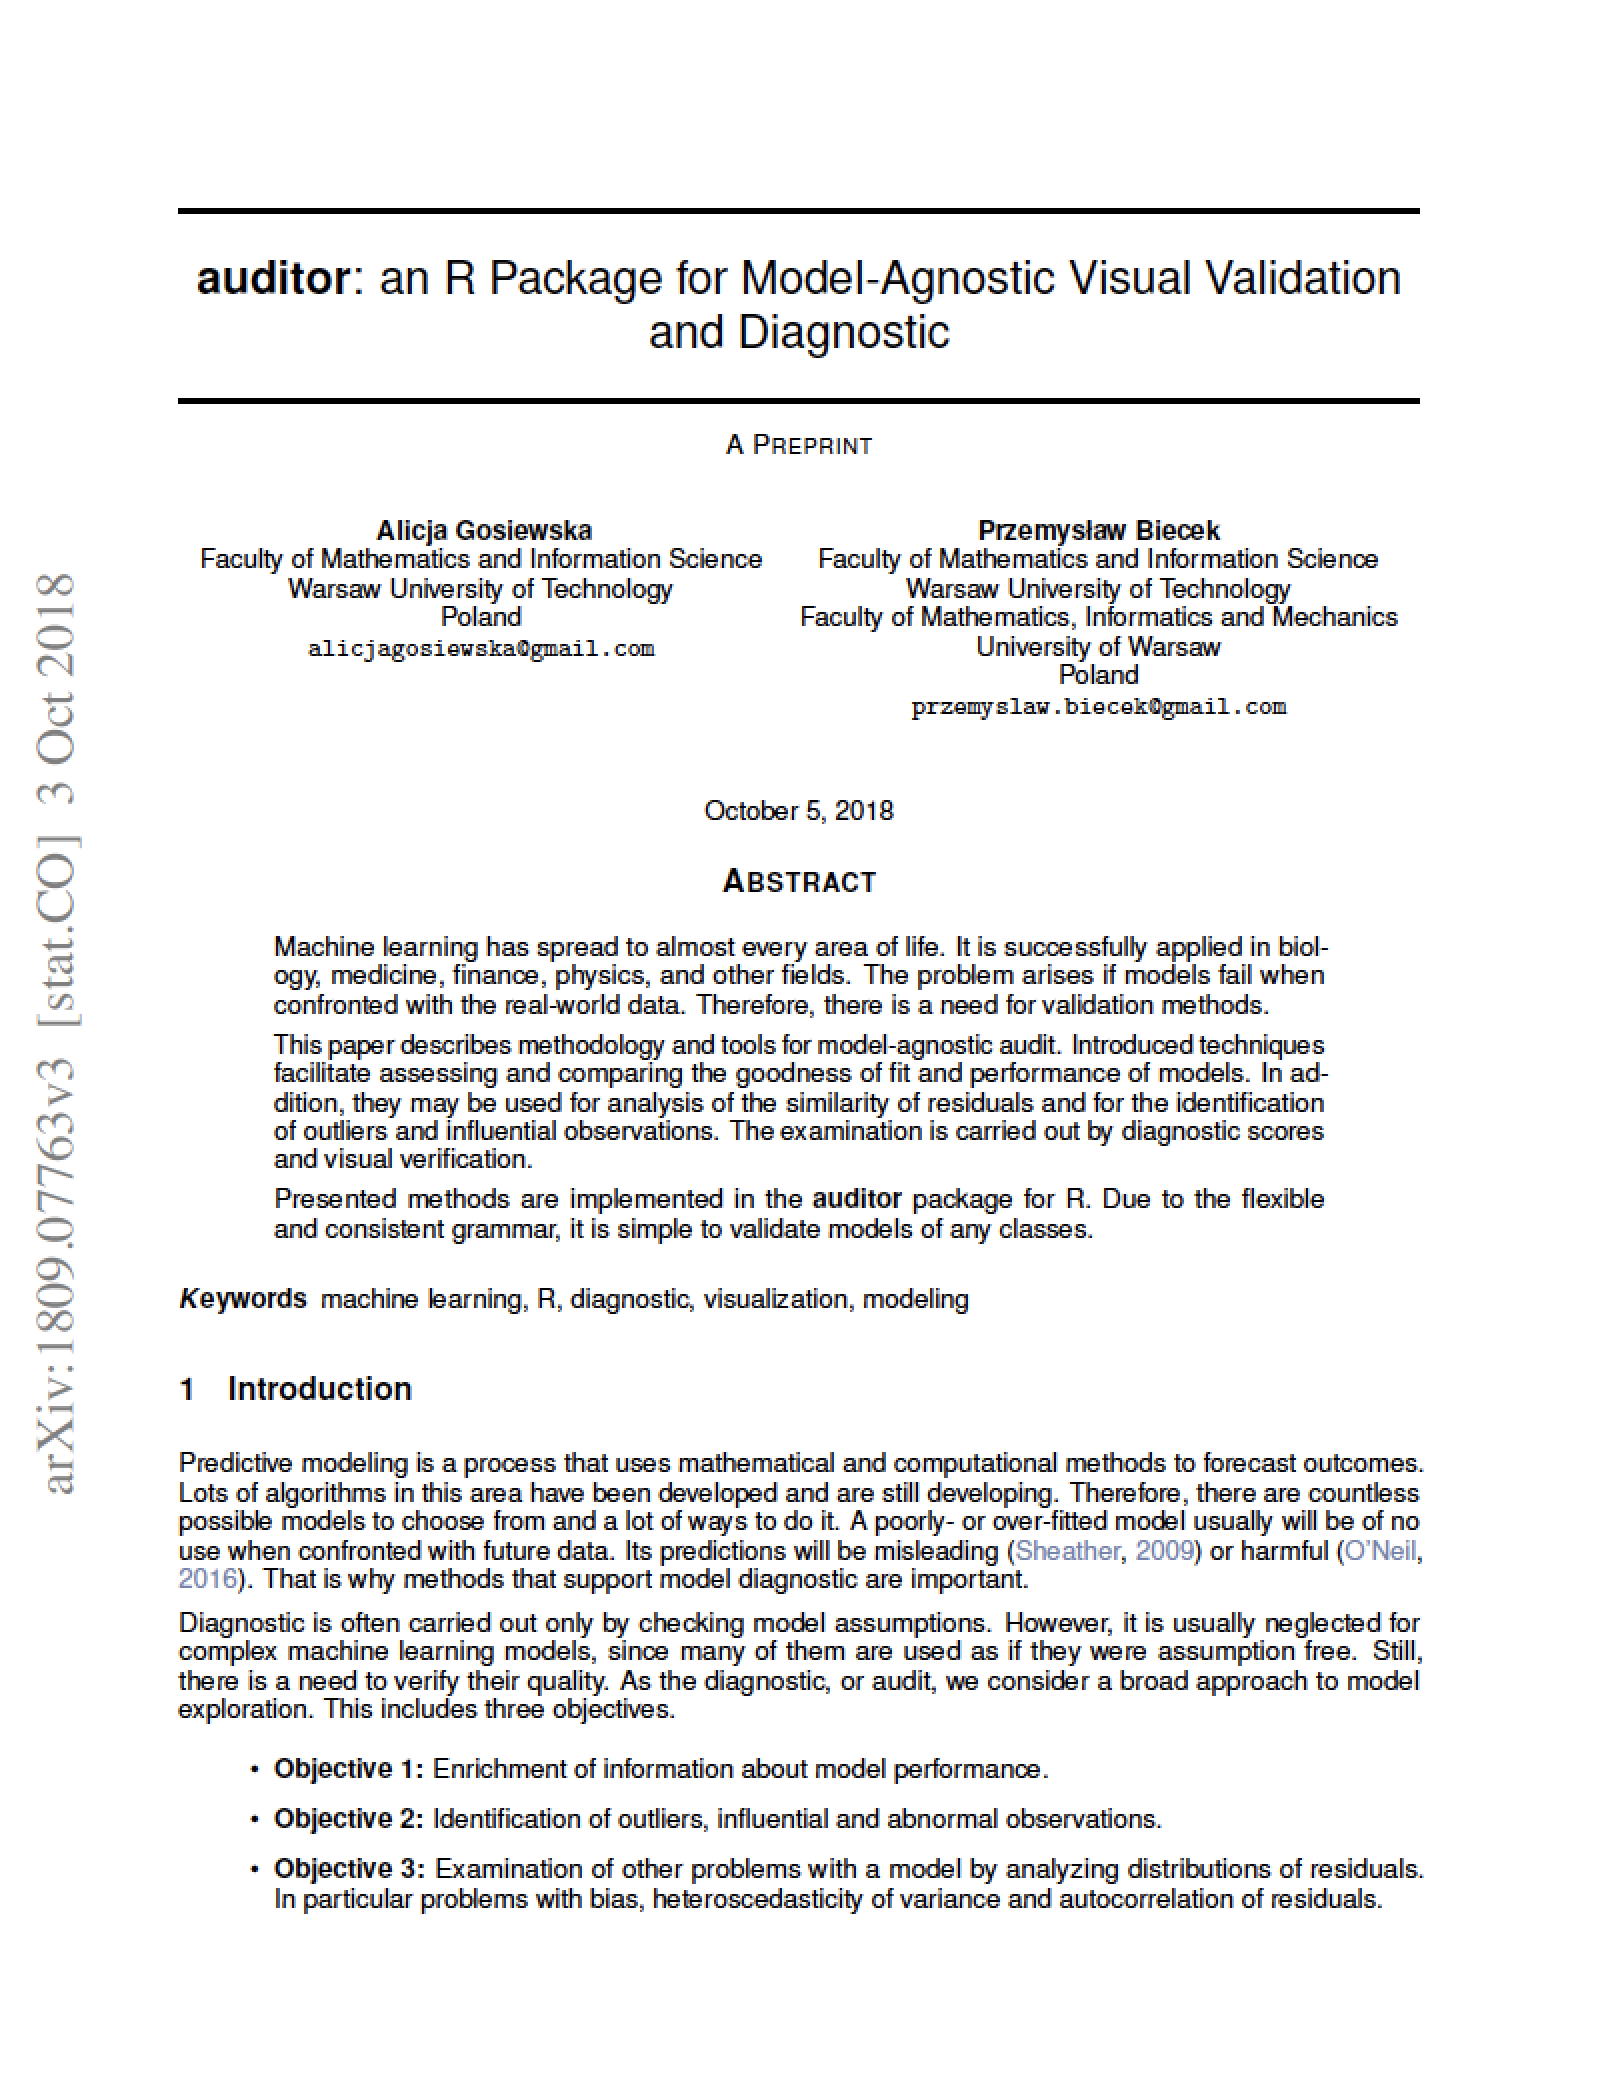 auditor: an R Package for Model-Agnostic Visual Validation
and Diagnostic
A PREPRINT
Alicja Gosiewska
Faculty of Mathematics and Information Science
Warsaw University of Technology
Poland
alicjagosiewska@gmail.com
Przemysław Biecek
Faculty of Mathematics and Information Science
Warsaw University of Technology
Faculty of Mathematics, Informatics and Mechanics
University of Warsaw
Poland
przemyslaw.biecek@gmail.com
October 5, 2018
ABSTRACT
Machine learning has spread to almost every area of life. It is successfully applied in biol-
ogy, medicine, finance, physics, and other fields. The problem arises if models fail when
confronted with the real-world data. Therefore, there is a need for validation methods.
This paper describes methodology and tools for model-agnostic audit. Introduced techniques
facilitate assessing and comparing the goodness of fit and performance of models. In ad-
dition, they may be used for analysis of the similarity of residuals and for the identification
of outliers and influential observations. The examination is carried out by diagnostic scores
and visual verification.
Presented methods are implemented in the auditor package for R. Due to the flexible
and consistent grammar, it is simple to validate models of any classes.
Keywords machine learning, R, diagnostic, visualization, modeling
1 Introduction
Predictive modeling is a process that uses mathematical and computational methods to forecast outcomes.
Lots of algorithms in this area have been developed and are still developing. Therefore, there are countless
possible models to choose from and a lot of ways to do it. A poorly- or over-fitted model usually will be of no
use when confronted with future data. Its predictions will be misleading (Sheather, 2009) or harmful (O'Neil,
2016). That is why methods that support model diagnostic are important.
Diagnostic is often carried out only by checking model assumptions. However, it is usually neglected for
complex machine learning models, since many of them are used as if they were assumption free. Still,
there is a need to verify their quality. As the diagnostic, or audit, we consider a broad approach to model
exploration. This includes three objectives.
• Objective 1: Enrichment of information about model performance.
• Objective 2: Identification of outliers, influential and abnormal observations.
• Objective 3: Examination of other problems with a model by analyzing distributions of residuals.
In particular problems with bias, heteroscedasticity of variance and autocorrelation of residuals.
arXiv:1809.07763v3 [stat.CO] 3 Oct 2018